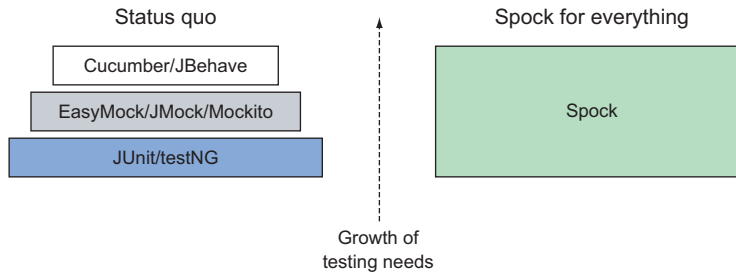 Status quo
Spock for everything
Cucumber/JBehave
EasyMock/JMock/Mockito
JUnit/testNG
Spock
Growth of
testing needs